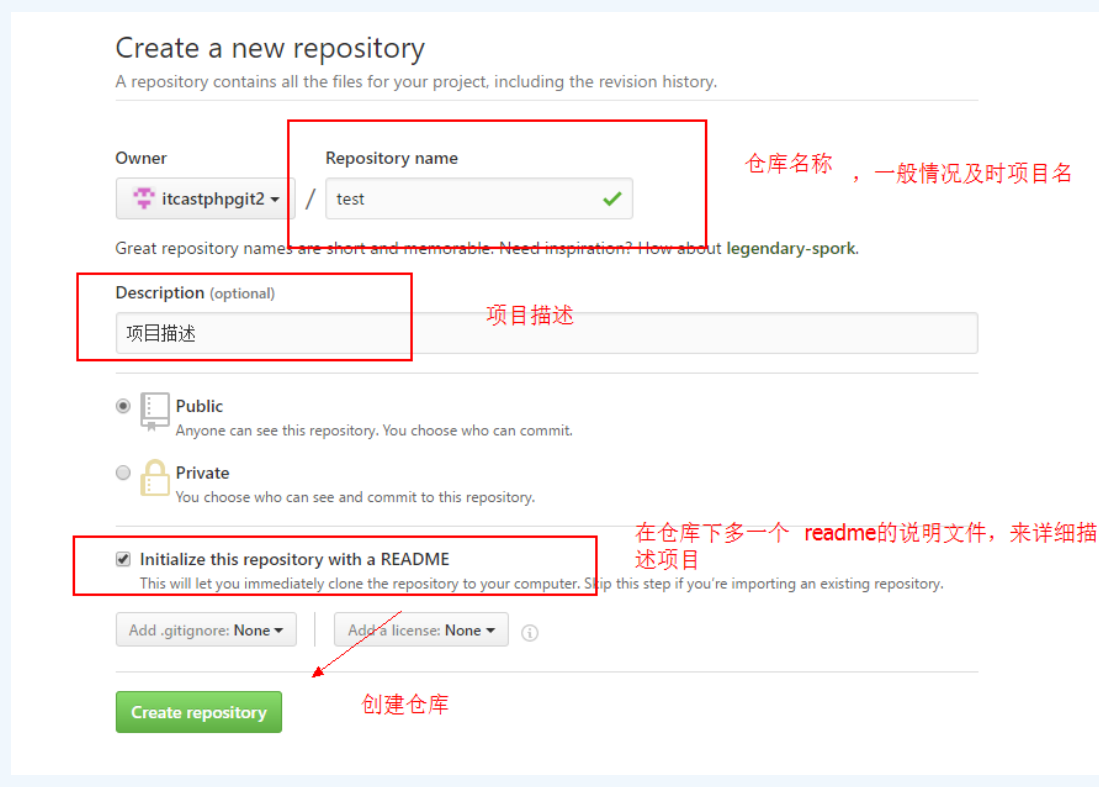 Create a new repository
A repository contains all the files for your project, including the revision history.
Owner
Repository name
仓库名称 ，一般情况及时项目名
itcastphpgit2 / test
Great repository names are short and memorable. Need inspiration? How about legendary-spork.
Description (optional)
项目描述
项目描述
Public
Anyone can see this repository. You choose who can commit.
Private
You choose who can see and commit to this repository.
在仓库下多一个 readme的说明文件，来详细描
述项目
Initialize this repository with a README
This will let you immediately clone the repository to your computer. Skip this step if you're importing an existing repository.
Add .gitignore: None
Add a license: None
创建仓库
Create repository